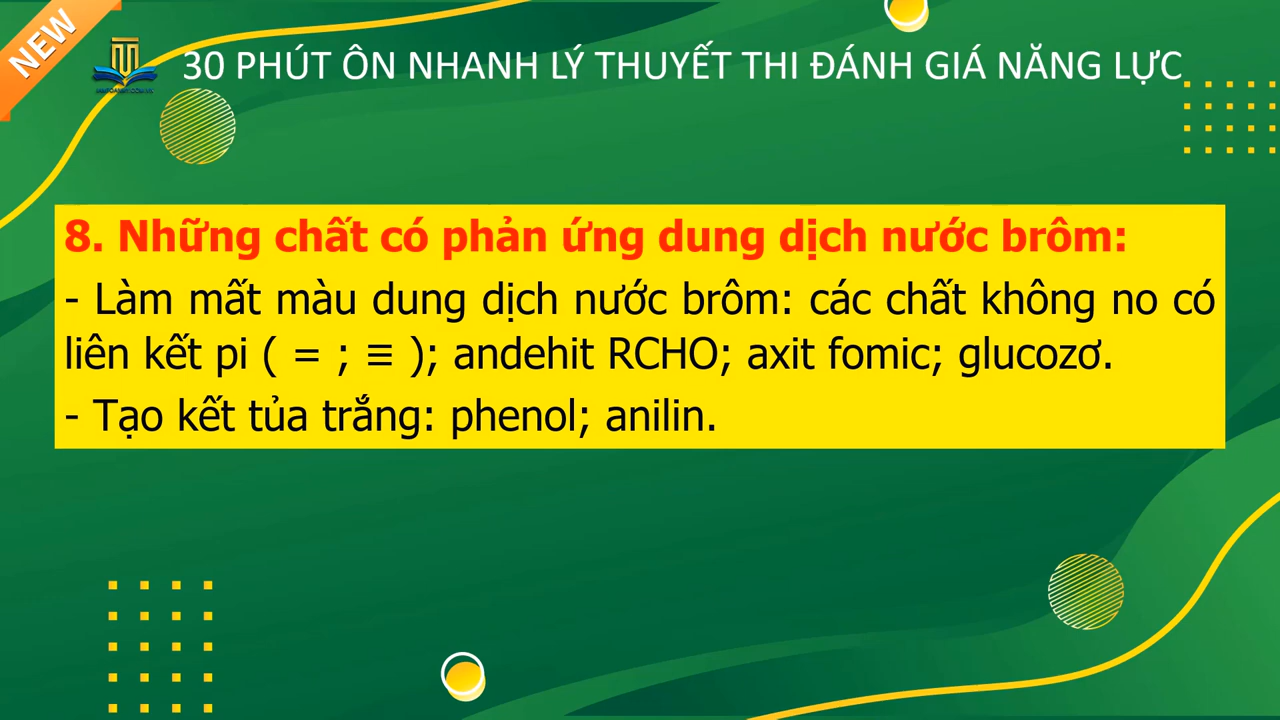 NEW
30 PHÚT ÔN NHANH LÝ THUYẾT THI ĐÁNH GIÁ NĂNG LỰC
8. Những chất có phản ứng dung dịch nước brôm:
- Làm mất màu dung dịch nước brôm: các chất không no có
liên kết pi ( = ; ≡ ); andehit RCHO; axit fomic; glucozơ.
- Tạo kết tủa trắng: phenol; anilin.